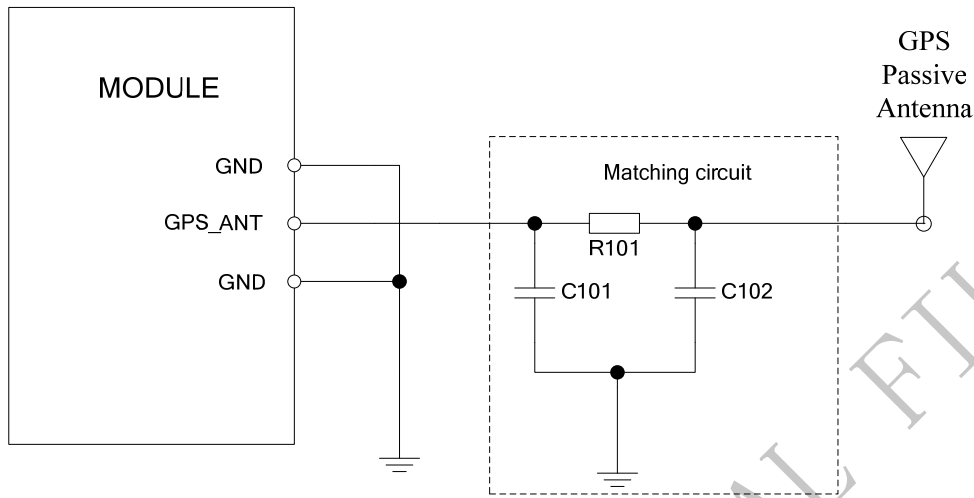 GPS
Passive
Antenna
MODULE
GND
Matching circuit
GPS_ANT
R101
GND
C101
C102